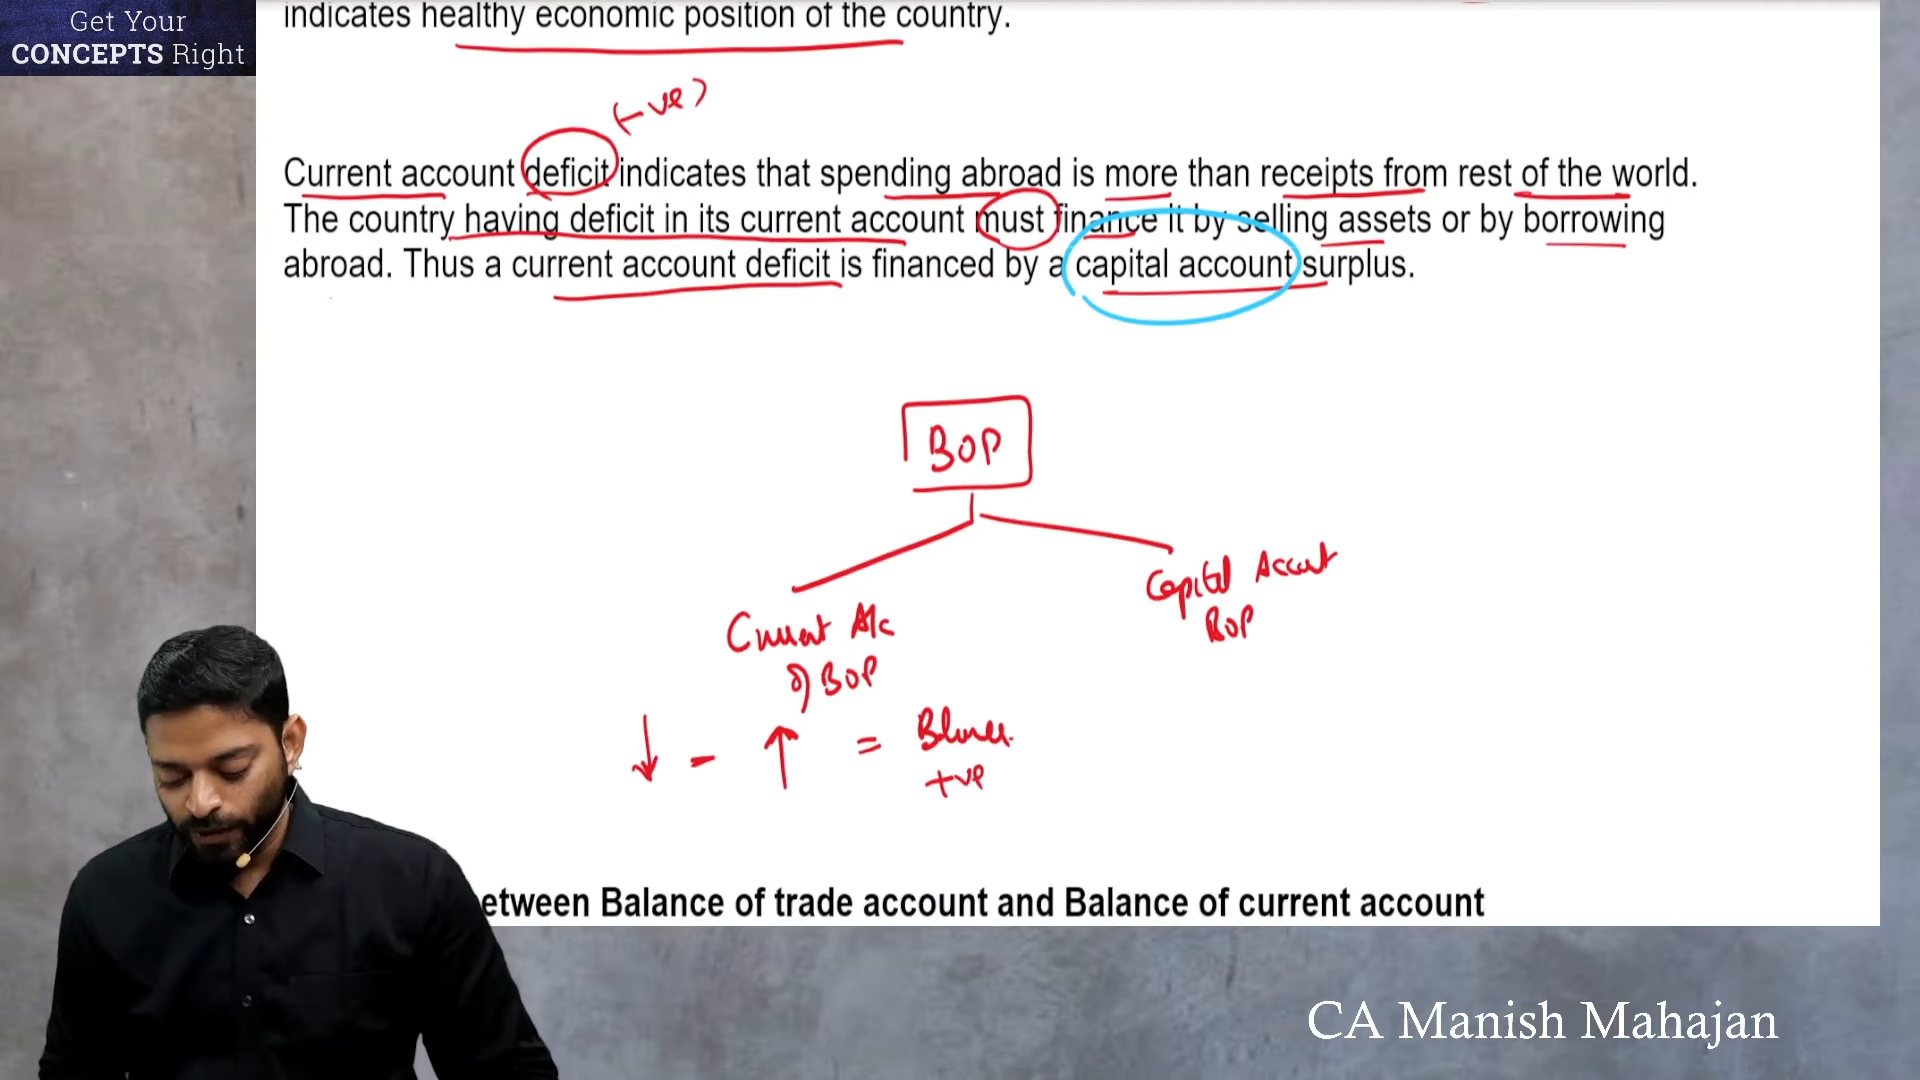 Get Your
CONCEPTS Right
indicates healthy economic position of the country.
(-ve)
Current account deficit indicates that spending abroad is more than receipts from rest of the world.
The country having deficit in its current account must finance it by selling assets or by borrowing
abroad. Thus a current account deficit is financed by a capital account surplus.
BOP
Capital Account
BOP
Current A/c
of BOP
↓ - ↑ =
+ve
etween Balance of trade account and Balance of current account
CA Manish Mahajan